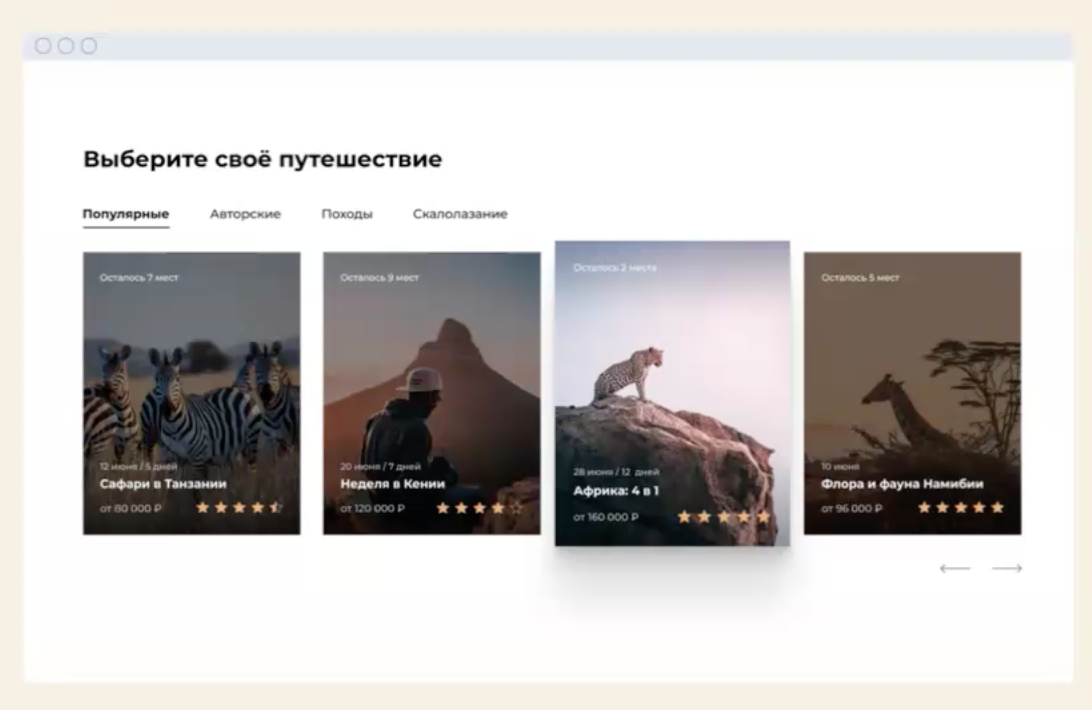 Выберите своё путешествие
Популярные Авторские Походы Скалолазание
Осталось 7 мест
12 июня / 5 дней
Сафари в Танзании
от 80 000 ₽
Осталось 9 мест
20 июня / 7 дней
Неделя в Кении
от 120 000 ₽
Осталось 2 места
28 июня / 12 дней
Африка: 4 в 1
от 160 000 ₽
Осталось 5 мест
10 июня
Флора и фауна Намибии
от 96 000 ₽